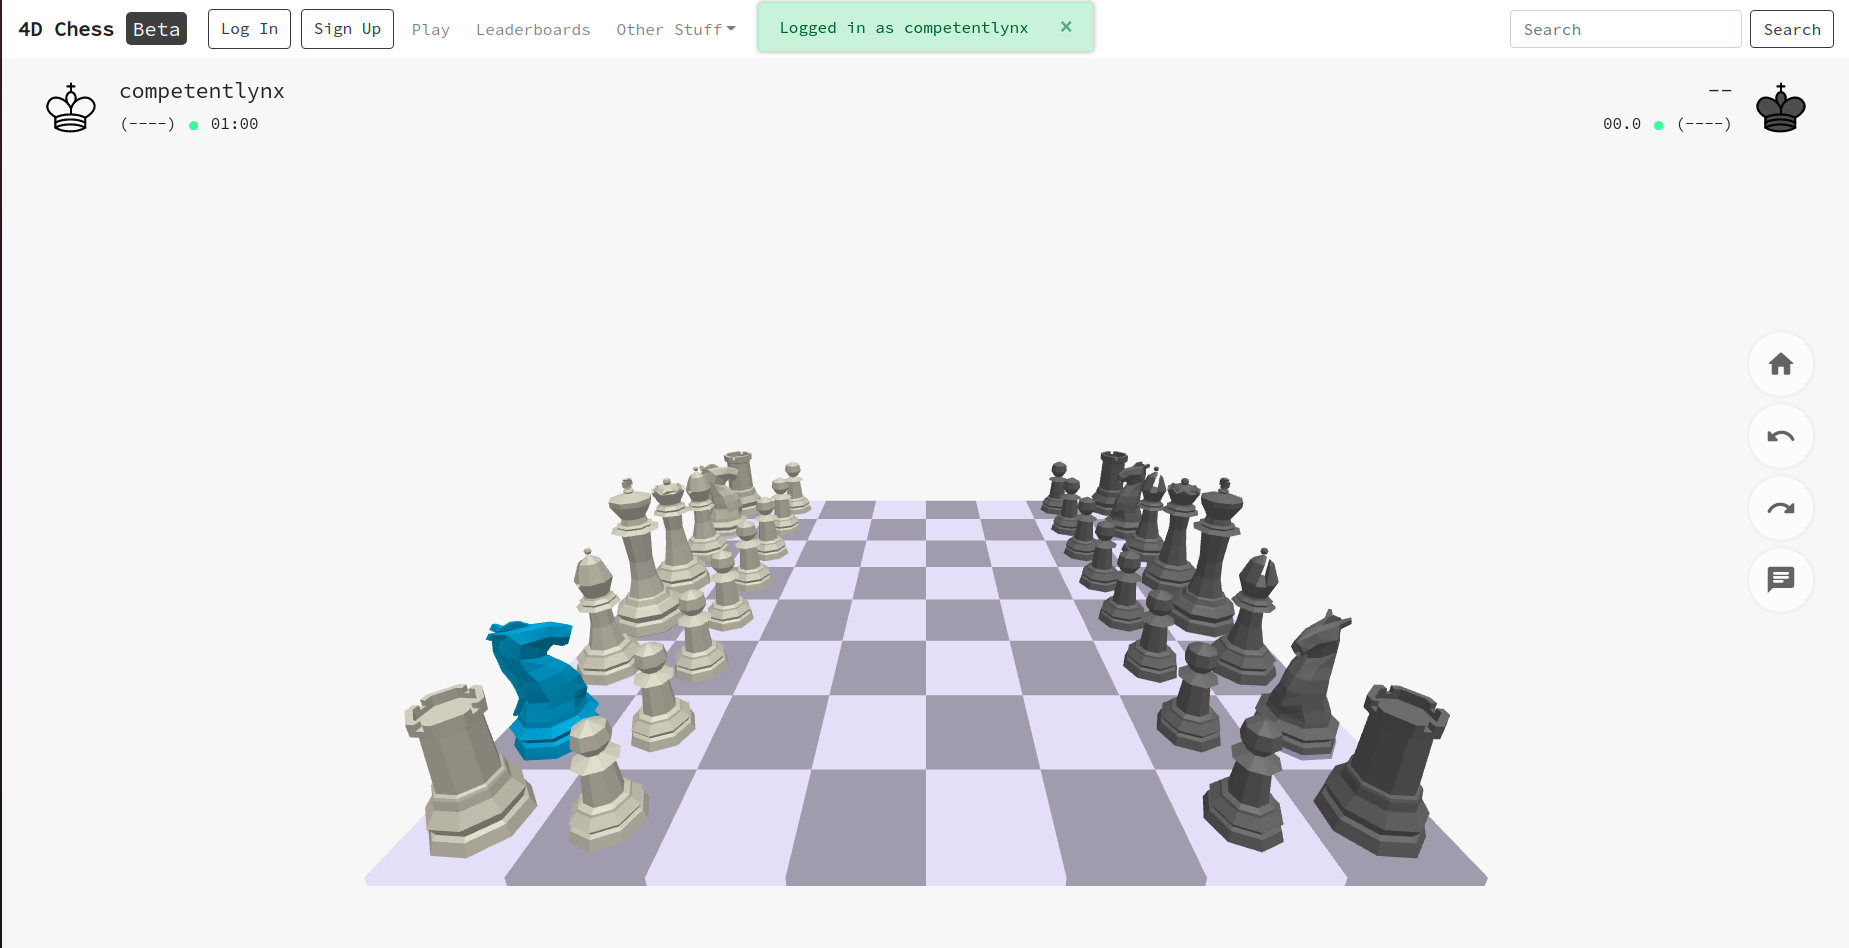 4D Chess Beta Log In Sign Up Play Leaderboards Other Stuff Logged in as competentlynx × Search Search
competentlynx
(----) 01:00
--
00.0 (----)